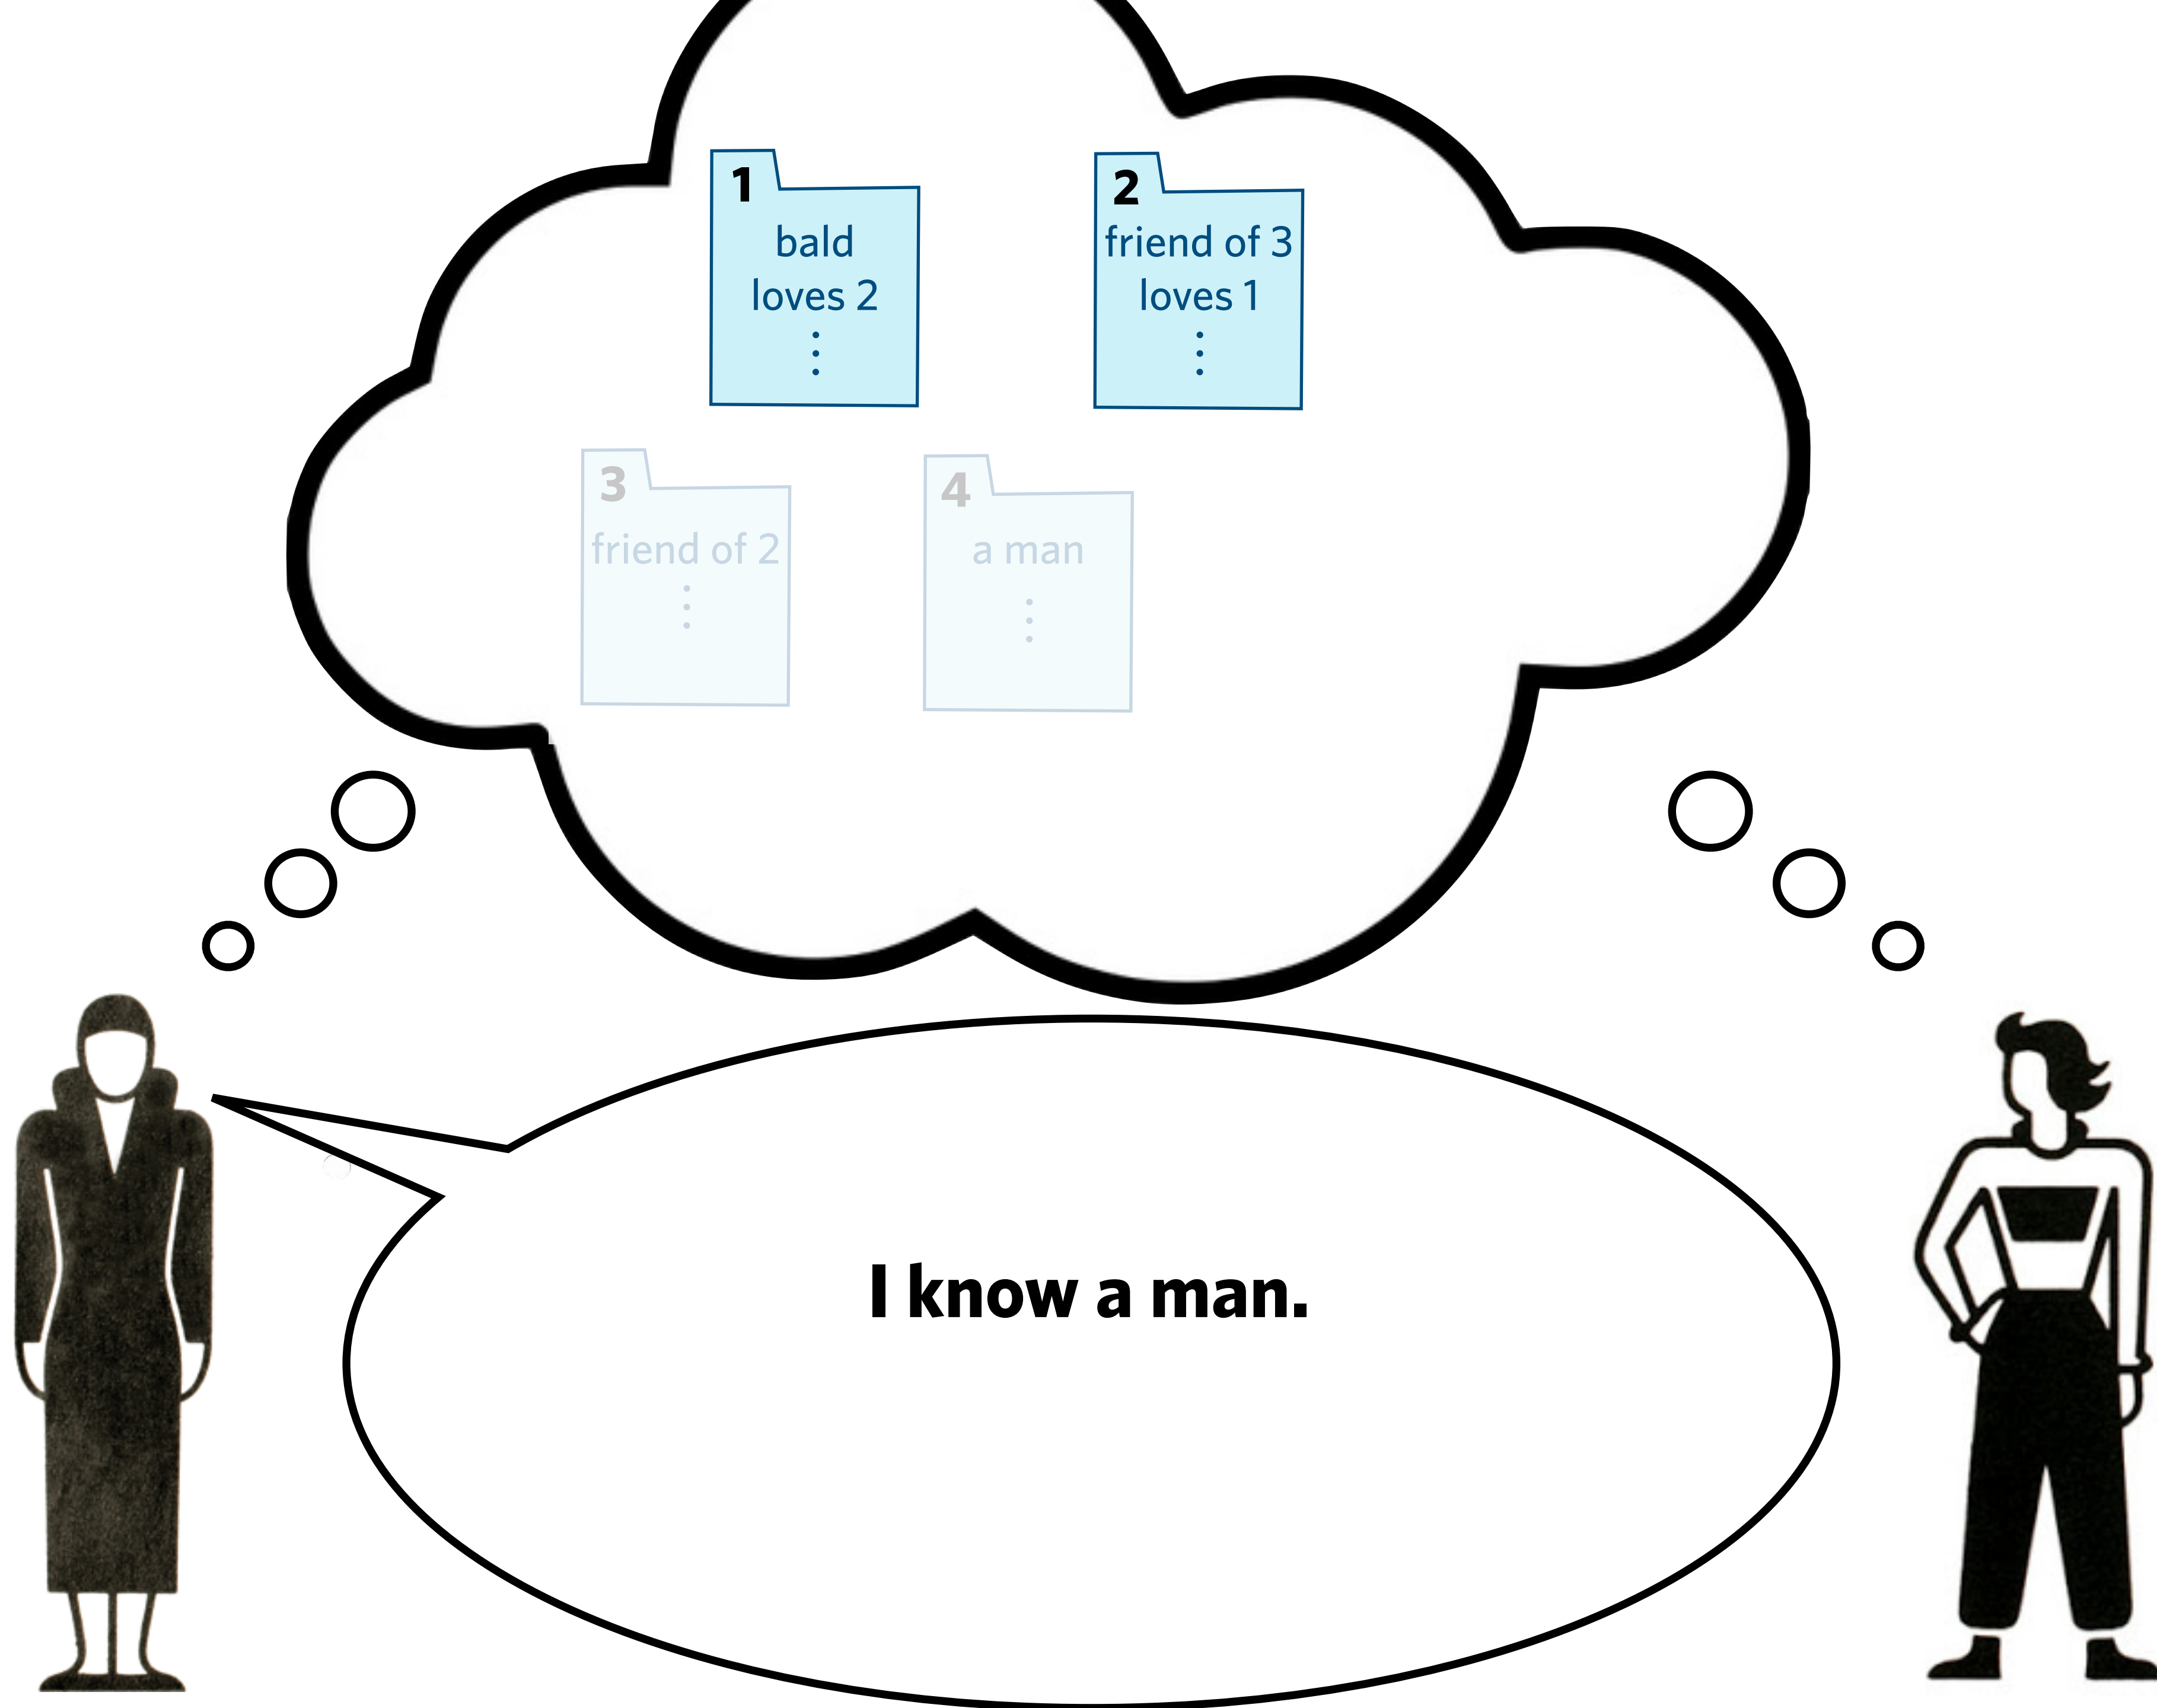 1
bald
loves 2
2
friend of 3
loves 1
3
friend of 2
4
a man
I know a man.